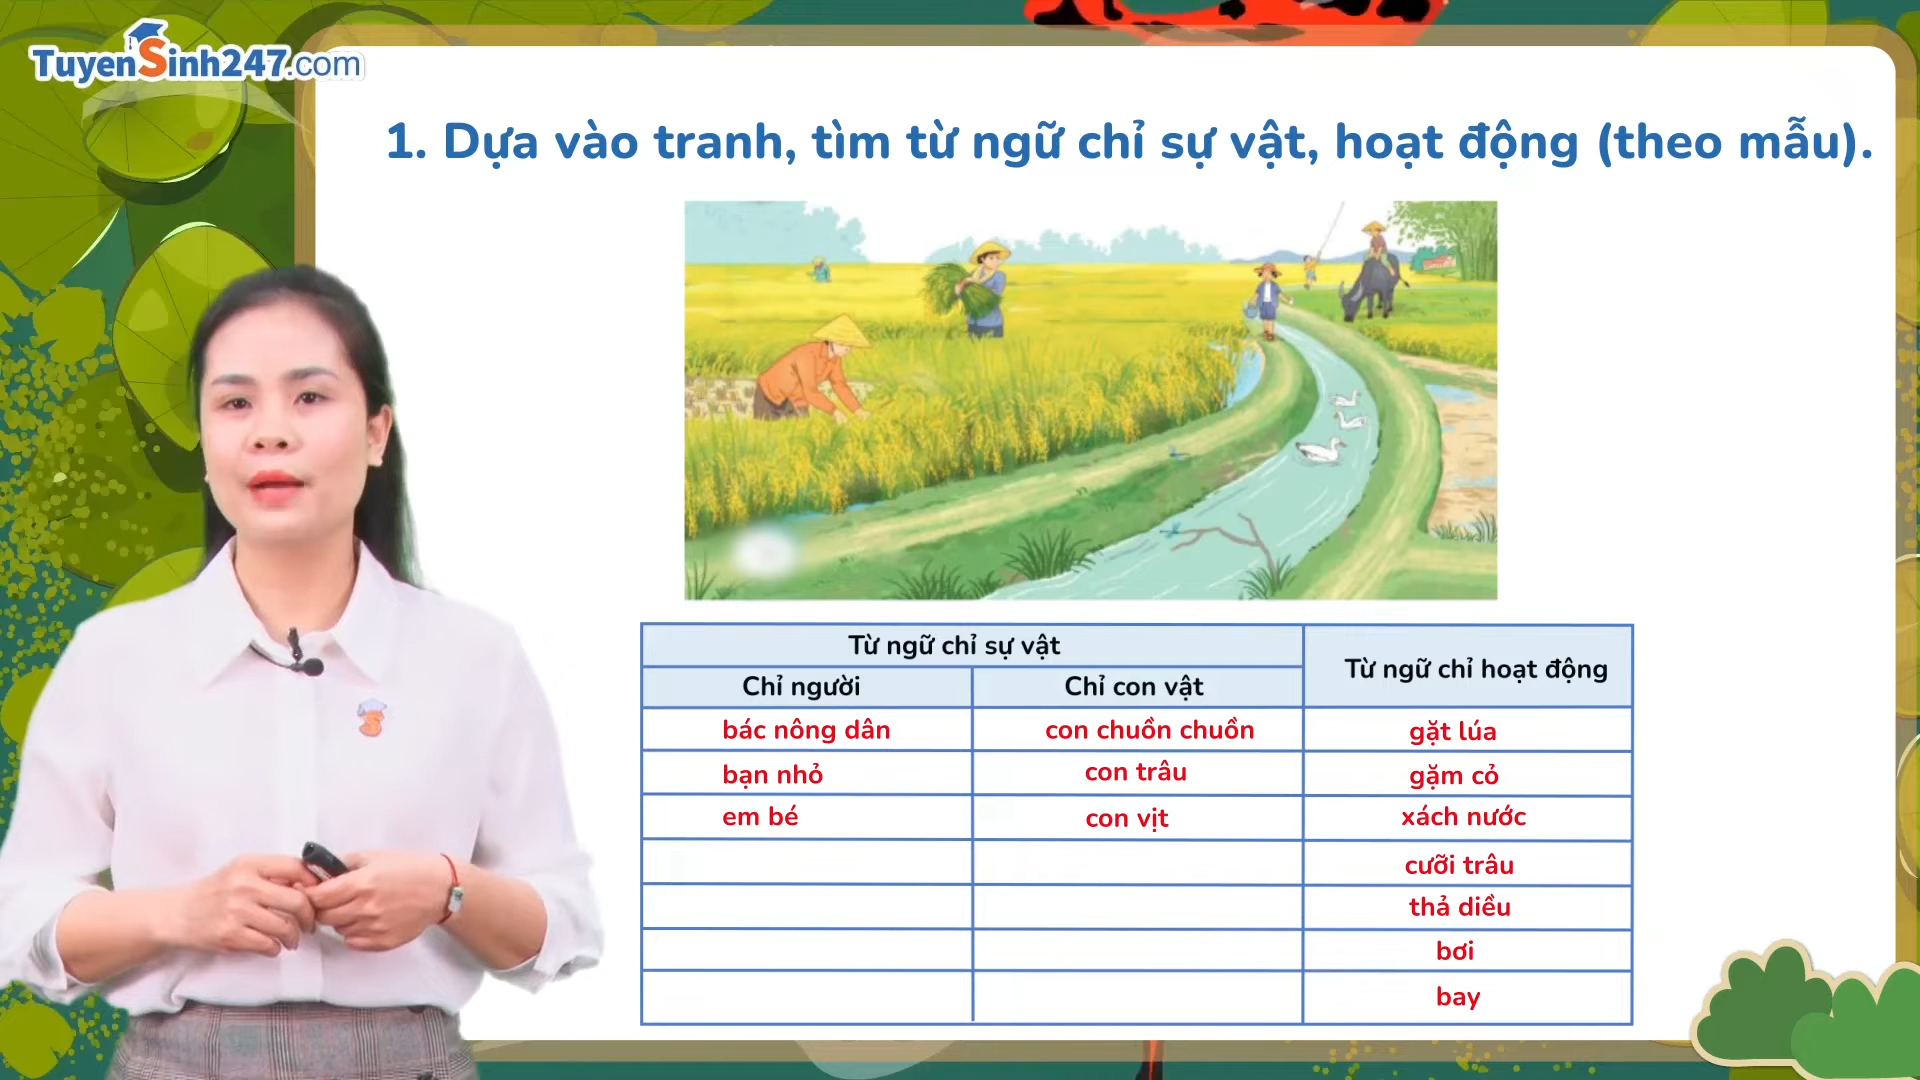 TuyenSinh247.com
1. Dựa vào tranh, tìm từ ngữ chỉ sự vật, hoạt động (theo mẫu).
Từ ngữ chỉ sự vật
Từ ngữ chỉ hoạt động
Chỉ người
Chỉ con vật
bác nông dân
con chuồn chuồn
gặt lúa
bạn nhỏ
con trâu
gặm cỏ
em bé
con vịt
xách nước
cưỡi trâu
thả diều
bơi
bay